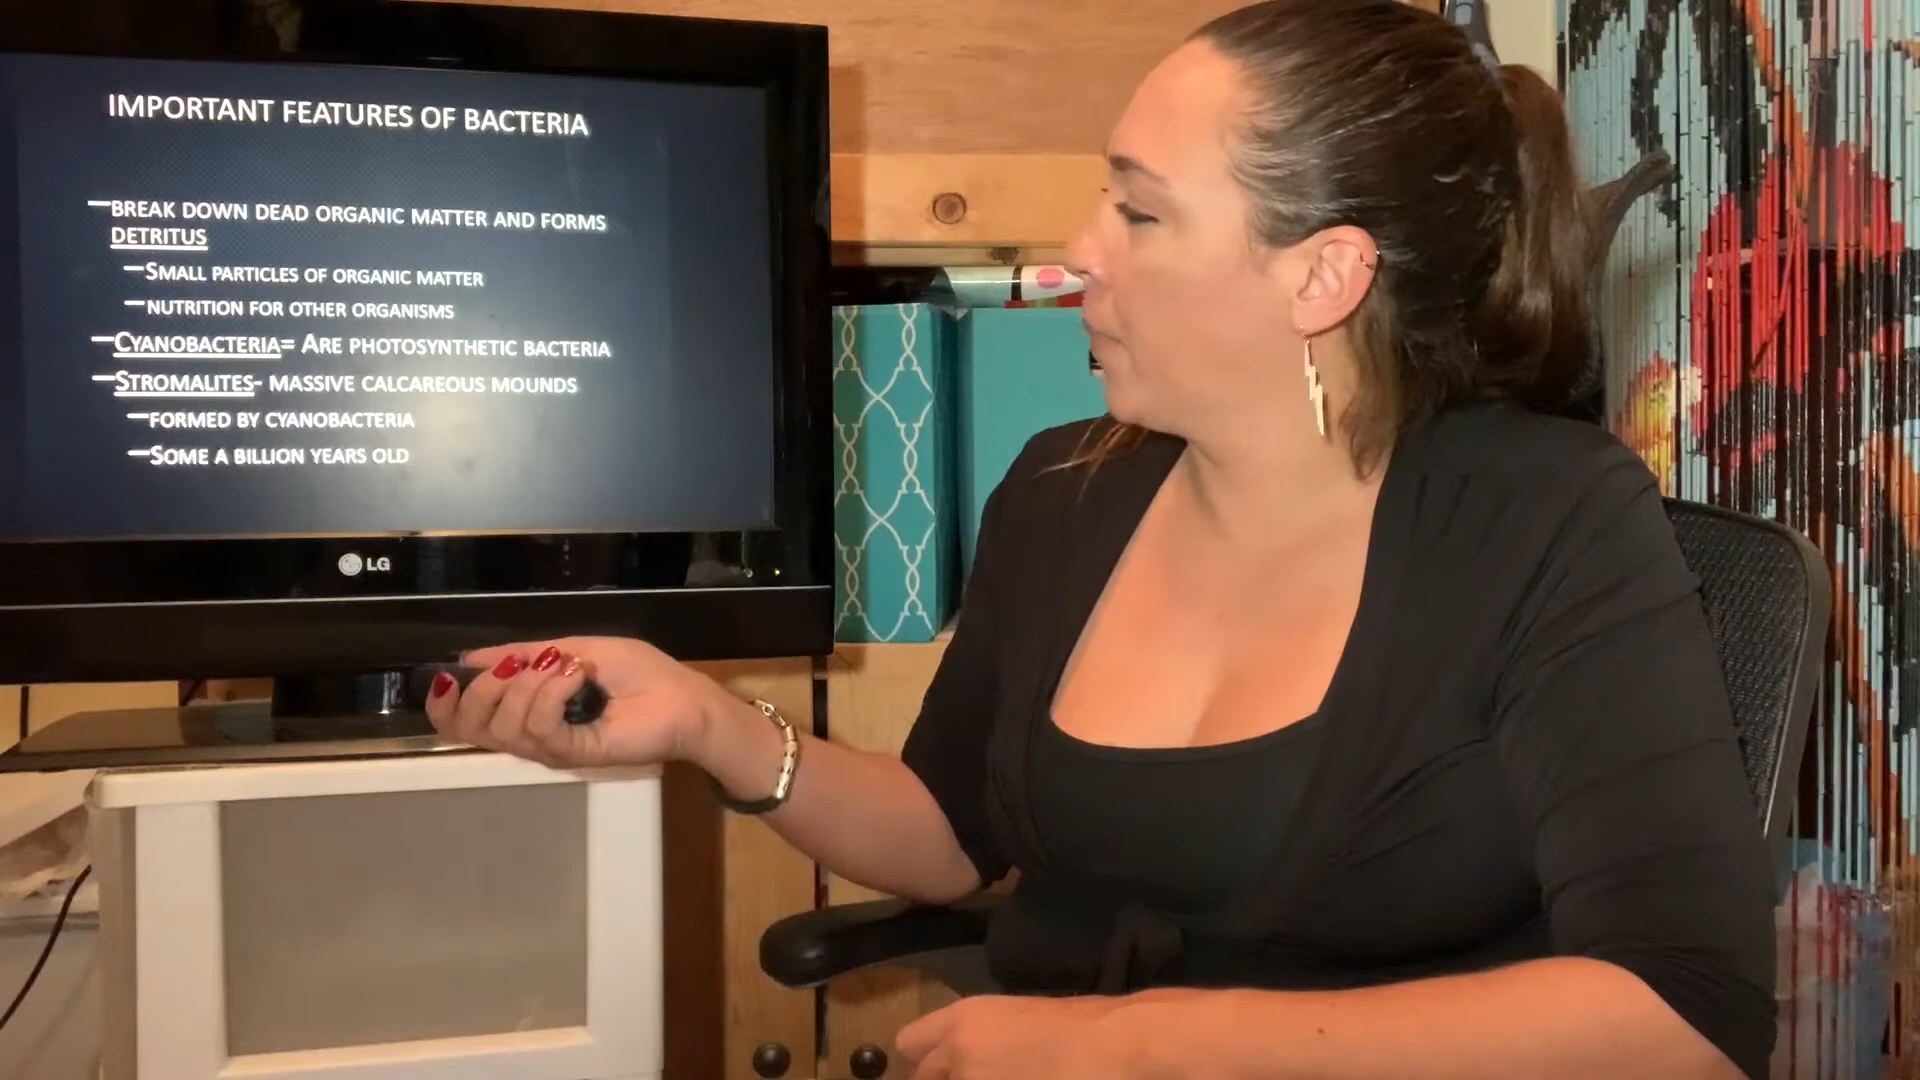 IMPORTANT FEATURES OF BACTERIA
—BREAK DOWN DEAD ORGANIC MATTER AND FORMS
DETRITUS
—SMALL PARTICLES OF ORGANIC MATTER
—NUTRITION FOR OTHER ORGANISMS
—CYANOBACTERIA= ARE PHOTOSYNTHETIC BACTERIA
—STROMALITES- MASSIVE CALCAREOUS MOUNDS
—FORMED BY CYANOBACTERIA
—SOME A BILLION YEARS OLD
LG